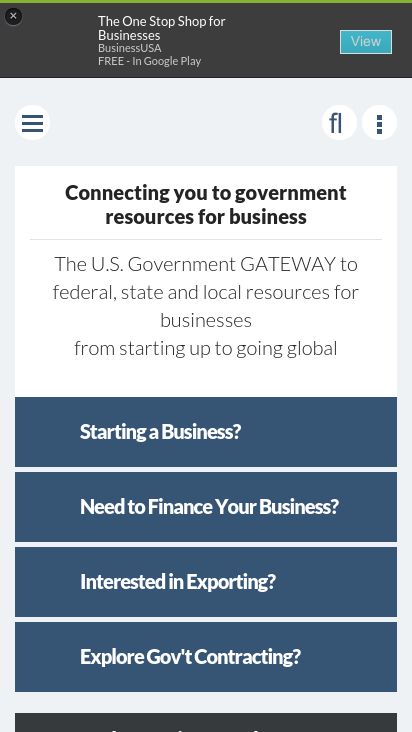 The One Stop Shop for
Businesses
BusinessUSA
FREE - In Google Play
View
Connecting you to government
resources for business
The U.S. Government GATEWAY to
federal, state and local resources for
businesses
from starting up to going global
Starting a Business?
Need to Finance Your Business?
Interested in Exporting?
Explore Gov't Contracting?